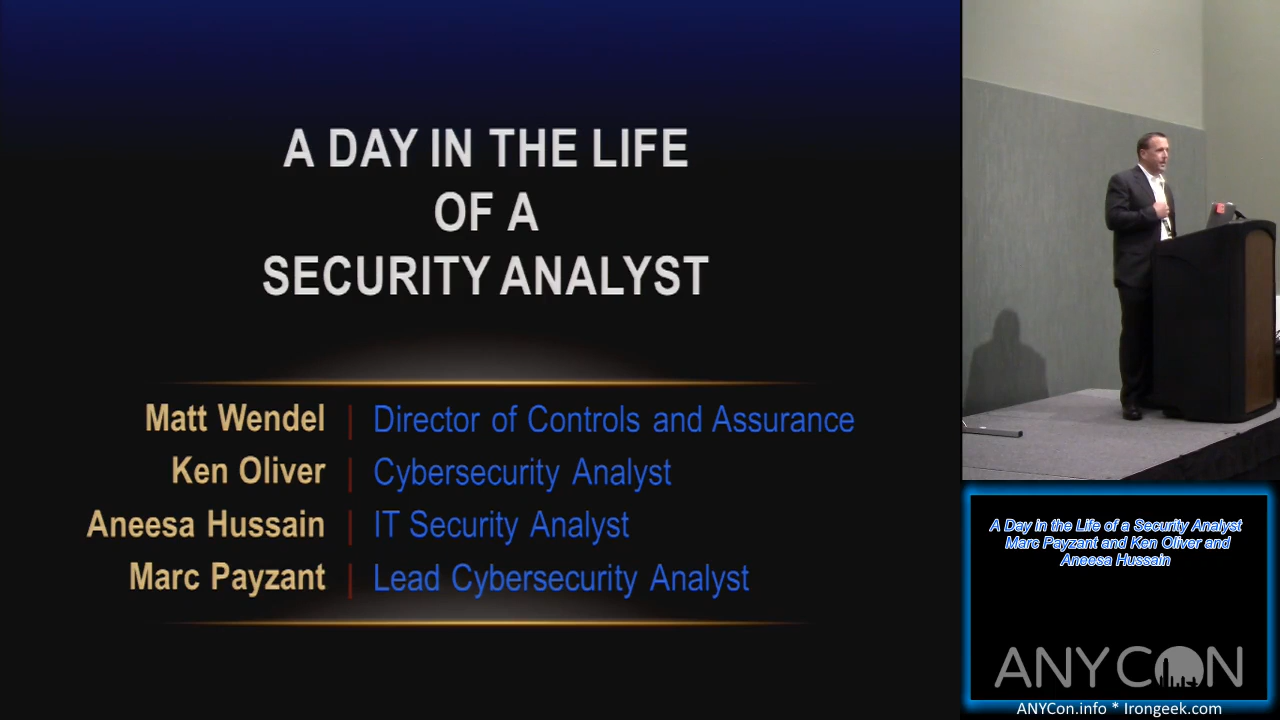 A DAY IN THE LIFE
OF A
SECURITY ANALYST
Matt Wendel | Director of Controls and Assurance
Ken Oliver | Cybersecurity Analyst
Aneesa Hussain | IT Security Analyst
Marc Payzant | Lead Cybersecurity Analyst
A Day in the Life of a Security Analyst
Marc Payzant and Ken Oliver and
Aneesa Hussain
ANYCON
ANYCon.info * Irongeek.com